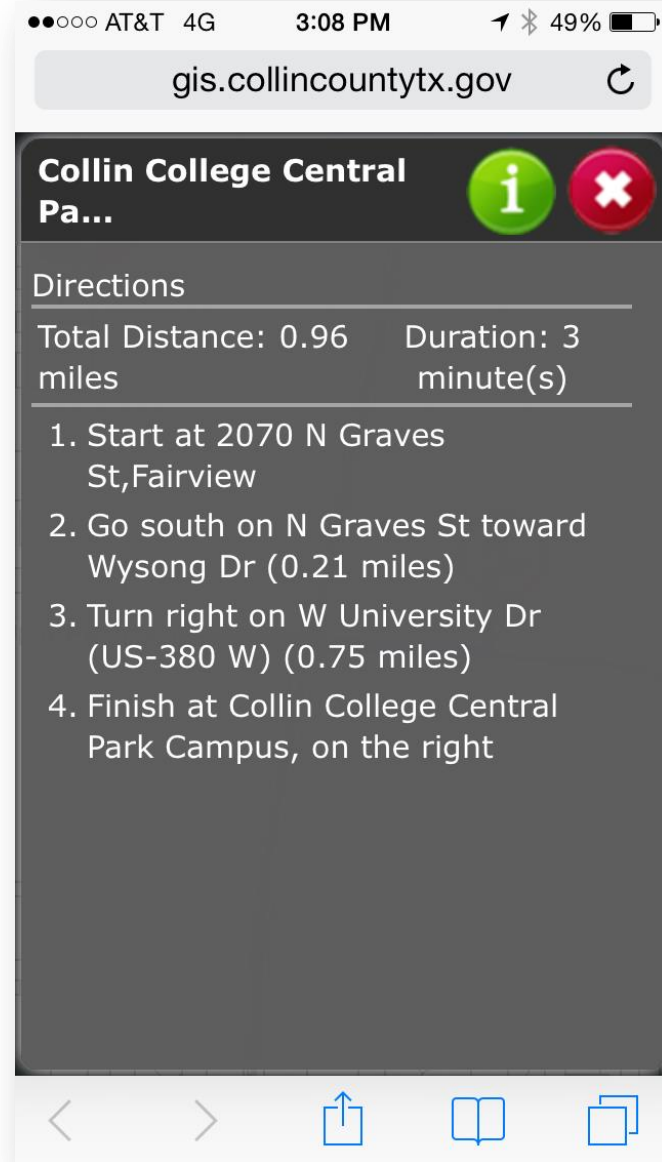 AT&T 4G 3:08 PM 49%
gis.collincountytx.gov
Collin College Central
Pa...
Directions
Total Distance: 0.96 miles
Duration: 3 minute(s)
1. Start at 2070 N Graves
St,Fairview
2. Go south on N Graves St toward
Wysong Dr (0.21 miles)
3. Turn right on W University Dr
(US-380 W) (0.75 miles)
4. Finish at Collin College Central
Park Campus, on the right